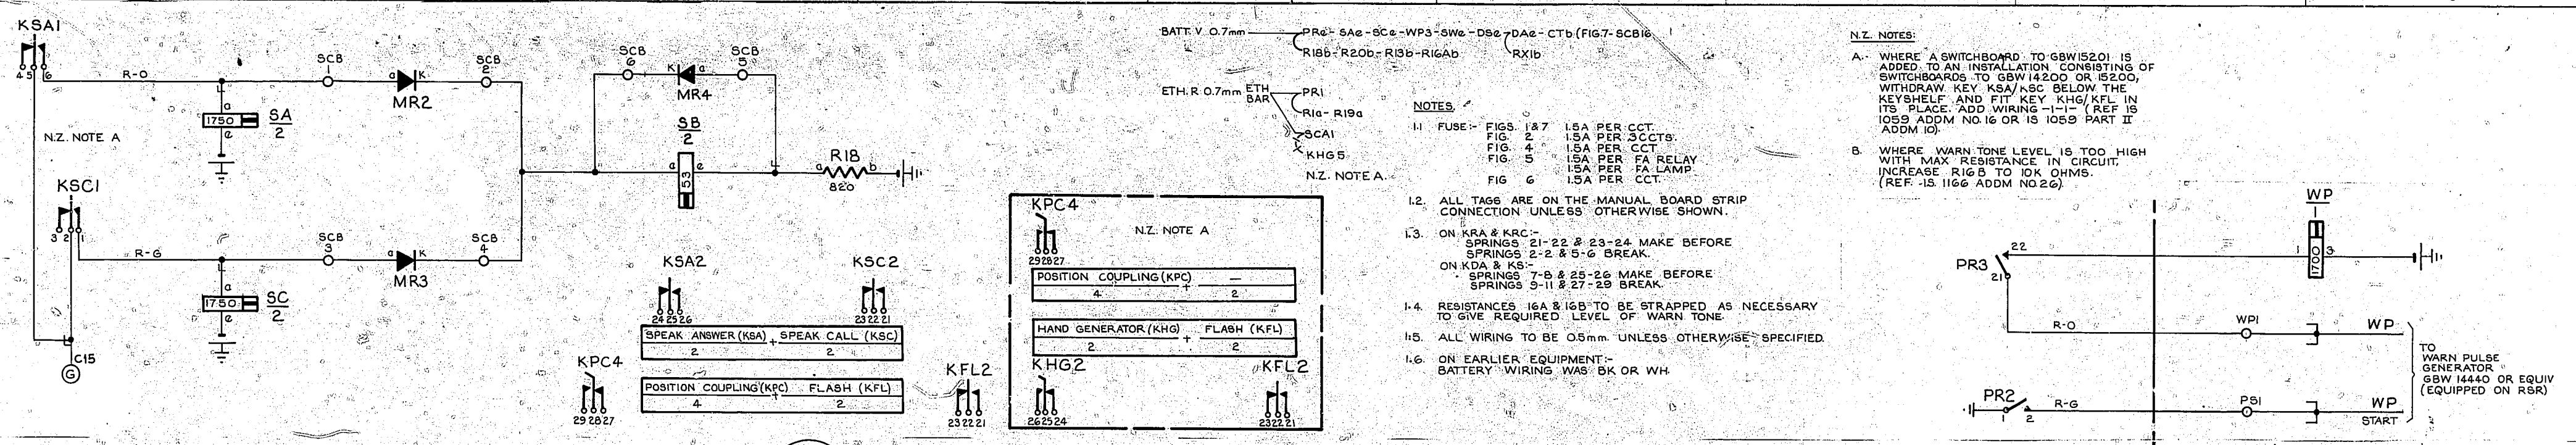 KSA1
4 5 6
R-O
SCB
1
a K
MR2
SCB
2
a
1750
e
SA
2
N.Z. NOTE A
KSC1
3 2 1
R-G
SCB
3
a K
MR3
SCB
4
a
1750
e
SC
2
C15
G
SCB
6
K a
MR4
SCB
5
SB
2
a e
53
R18
a b
820
KSA2
24 25 26
KSC2
23 22 21
SPEAK ANSWER (KSA) + SPEAK CALL (KSC)
2 2
KPC4
29 28 27
POSITION COUPLING (KPC) + FLASH (KFL)
4 2
KFL2
23 22 21
BATT. V 0.7mm
PRe - SAe - SCe - WP3 - SWe - DSe - DAe - CTb (FIG.7 - SCB16
R18b - R20b - R13b - R16Ab
RX1b
ETH. R 0.7mm
ETH
BAR
PR1
R1a - R19a
SCA1
KHG5
N.Z. NOTE A.
KPC4
29 28 27
N.Z. NOTE A
POSITION COUPLING (KPC) + —
4 2
HAND GENERATOR (KHG) + FLASH (KFL)
2 2
KHG2
26 25 24
KFL2
23 22 21
NOTES.
1.1 FUSE:- FIGS. 1&7 1.5A PER CCT.
FIG. 2 1.5A PER 3CCTS.
FIG. 4 1.5A PER CCT
FIG. 5 1.5A PER FA RELAY
1.5A PER FA LAMP.
FIG 6 1.5A PER CCT.
1.2. ALL TAGS ARE ON THE MANUAL BOARD STRIP
CONNECTION UNLESS OTHERWISE SHOWN.
1.3. ON KRA & KRC:-
SPRINGS 21-22 & 23-24 MAKE BEFORE
SPRINGS 2-2 & 5-6 BREAK.
ON KDA & KS:-
SPRINGS 7-8 & 25-26 MAKE BEFORE
SPRINGS 9-11 & 27-29 BREAK.
1.4. RESISTANCES 16A & 16B TO BE STRAPPED AS NECESSARY
TO GIVE REQUIRED LEVEL OF WARN TONE.
1.5. ALL WIRING TO BE 0.5mm. UNLESS OTHERWISE SPECIFIED.
1.6. ON EARLIER EQUIPMENT:-
BATTERY WIRING WAS BK OR WH.
N.Z. NOTES:
A.- WHERE A SWITCHBOARD TO GBW15201 IS
ADDED TO AN INSTALLATION CONSISTING OF
SWITCHBOARDS TO GBW 14200 OR 15200,
WITHDRAW KEY KSA/KSC BELOW THE
KEYSHELF AND FIT KEY KHG/KFL IN
ITS PLACE. ADD WIRING -1-1- (REF IS
1059 ADDM NO. 16 OR IS 1059 PART II
ADDM 10).
B. WHERE WARN TONE LEVEL IS TOO HIGH
WITH MAX RESISTANCE IN CIRCUIT,
INCREASE R16B TO 10K OHMS.
(REF. -IS. 1166 ADDM NO.26).
WP
1
1 3
1700
PR3
22
21
R-O
WP1
WP
PR2
1 2
R-G
PS1
WP
START
TO
WARN PULSE
GENERATOR
GBW 14440 OR EQUIV
(EQUIPPED ON RSR)